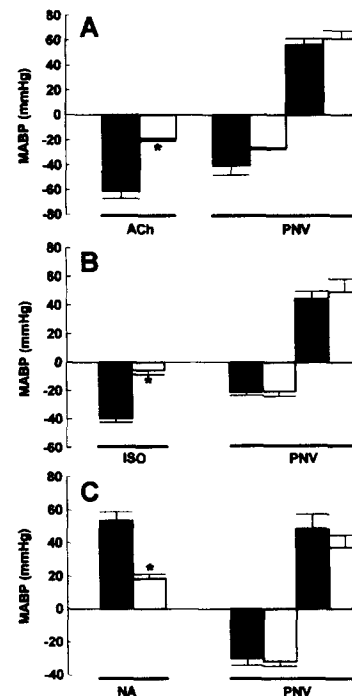 A
MABP (mmHg)
80
60
40
20
0
-20
-40
-60
-80
*
ACh
PNV
B
MABP (mmHg)
80
60
40
20
0
-20
-40
-60
*
ISO
PNV
C
MABP (mmHg)
80
60
40
20
0
-20
-40
*
NA
PNV